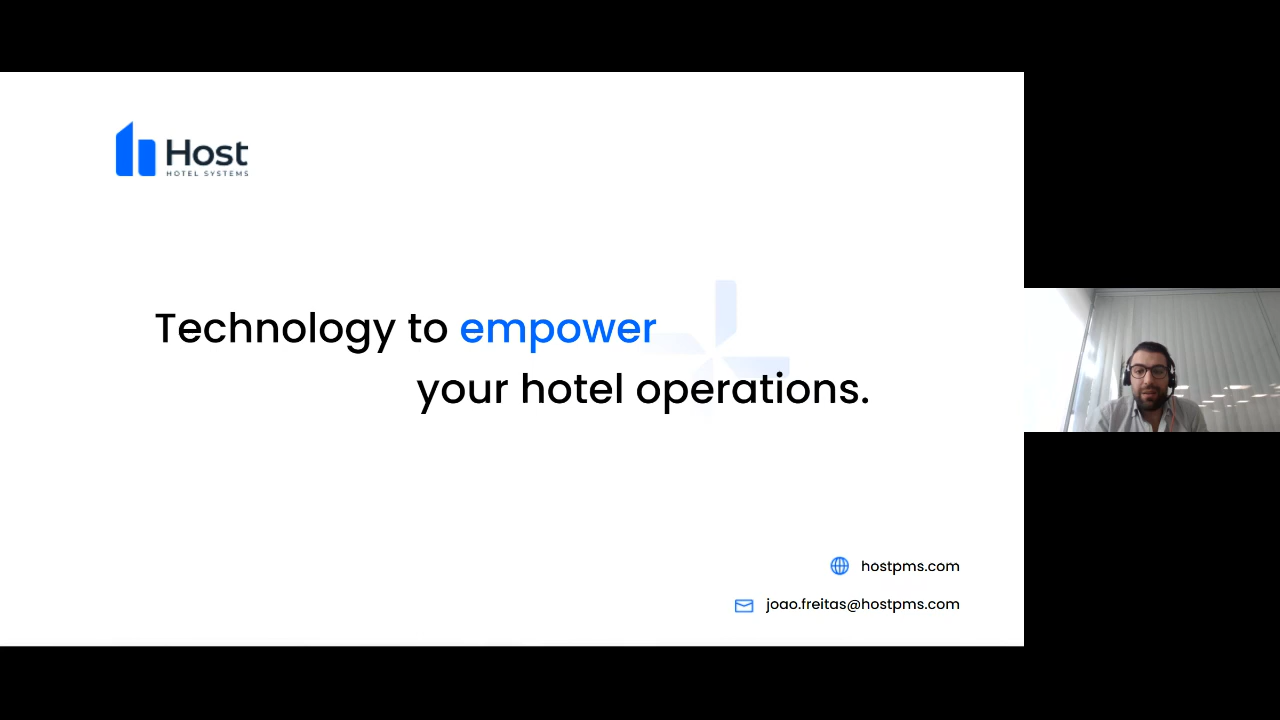 Host
HOTEL SYSTEMS
Technology to empower
your hotel operations.
hostpms.com
joao.freitas@hostpms.com